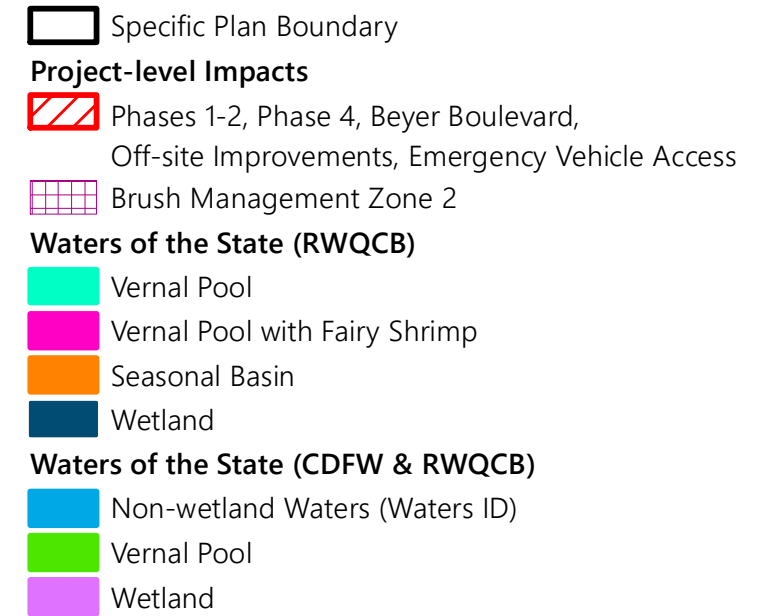 Specific Plan Boundary
Project-level Impacts
Phases 1-2, Phase 4, Beyer Boulevard,
Off-site Improvements, Emergency Vehicle Access
Brush Management Zone 2
Waters of the State (RWQCB)
Vernal Pool
Vernal Pool with Fairy Shrimp
Seasonal Basin
Wetland
Waters of the State (CDFW & RWQCB)
Non-wetland Waters (Waters ID)
Vernal Pool
Wetland